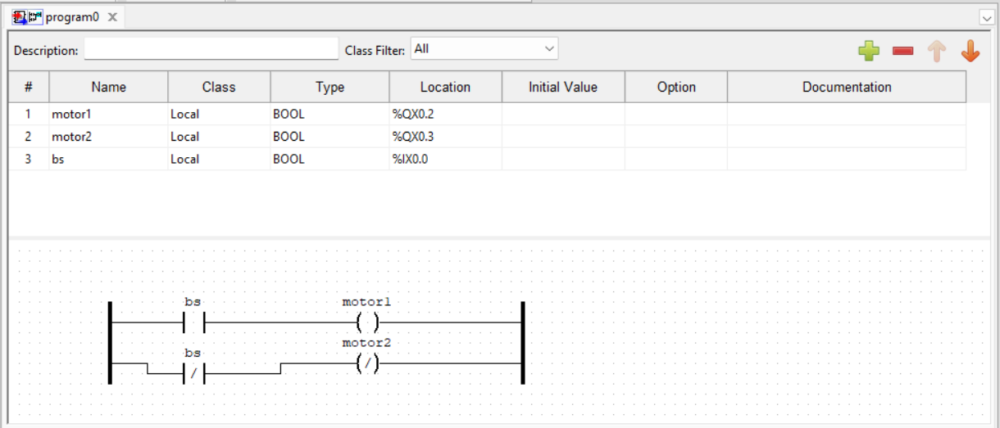 program0
Description: Class Filter: All
# Name Class Type Location Initial Value Option Documentation
1 motor1 Local BOOL %QX0.2
2 motor2 Local BOOL %QX0.3
3 bs Local BOOL %IX0.0
bs motor1
( )
motor2
(/)
bs
/